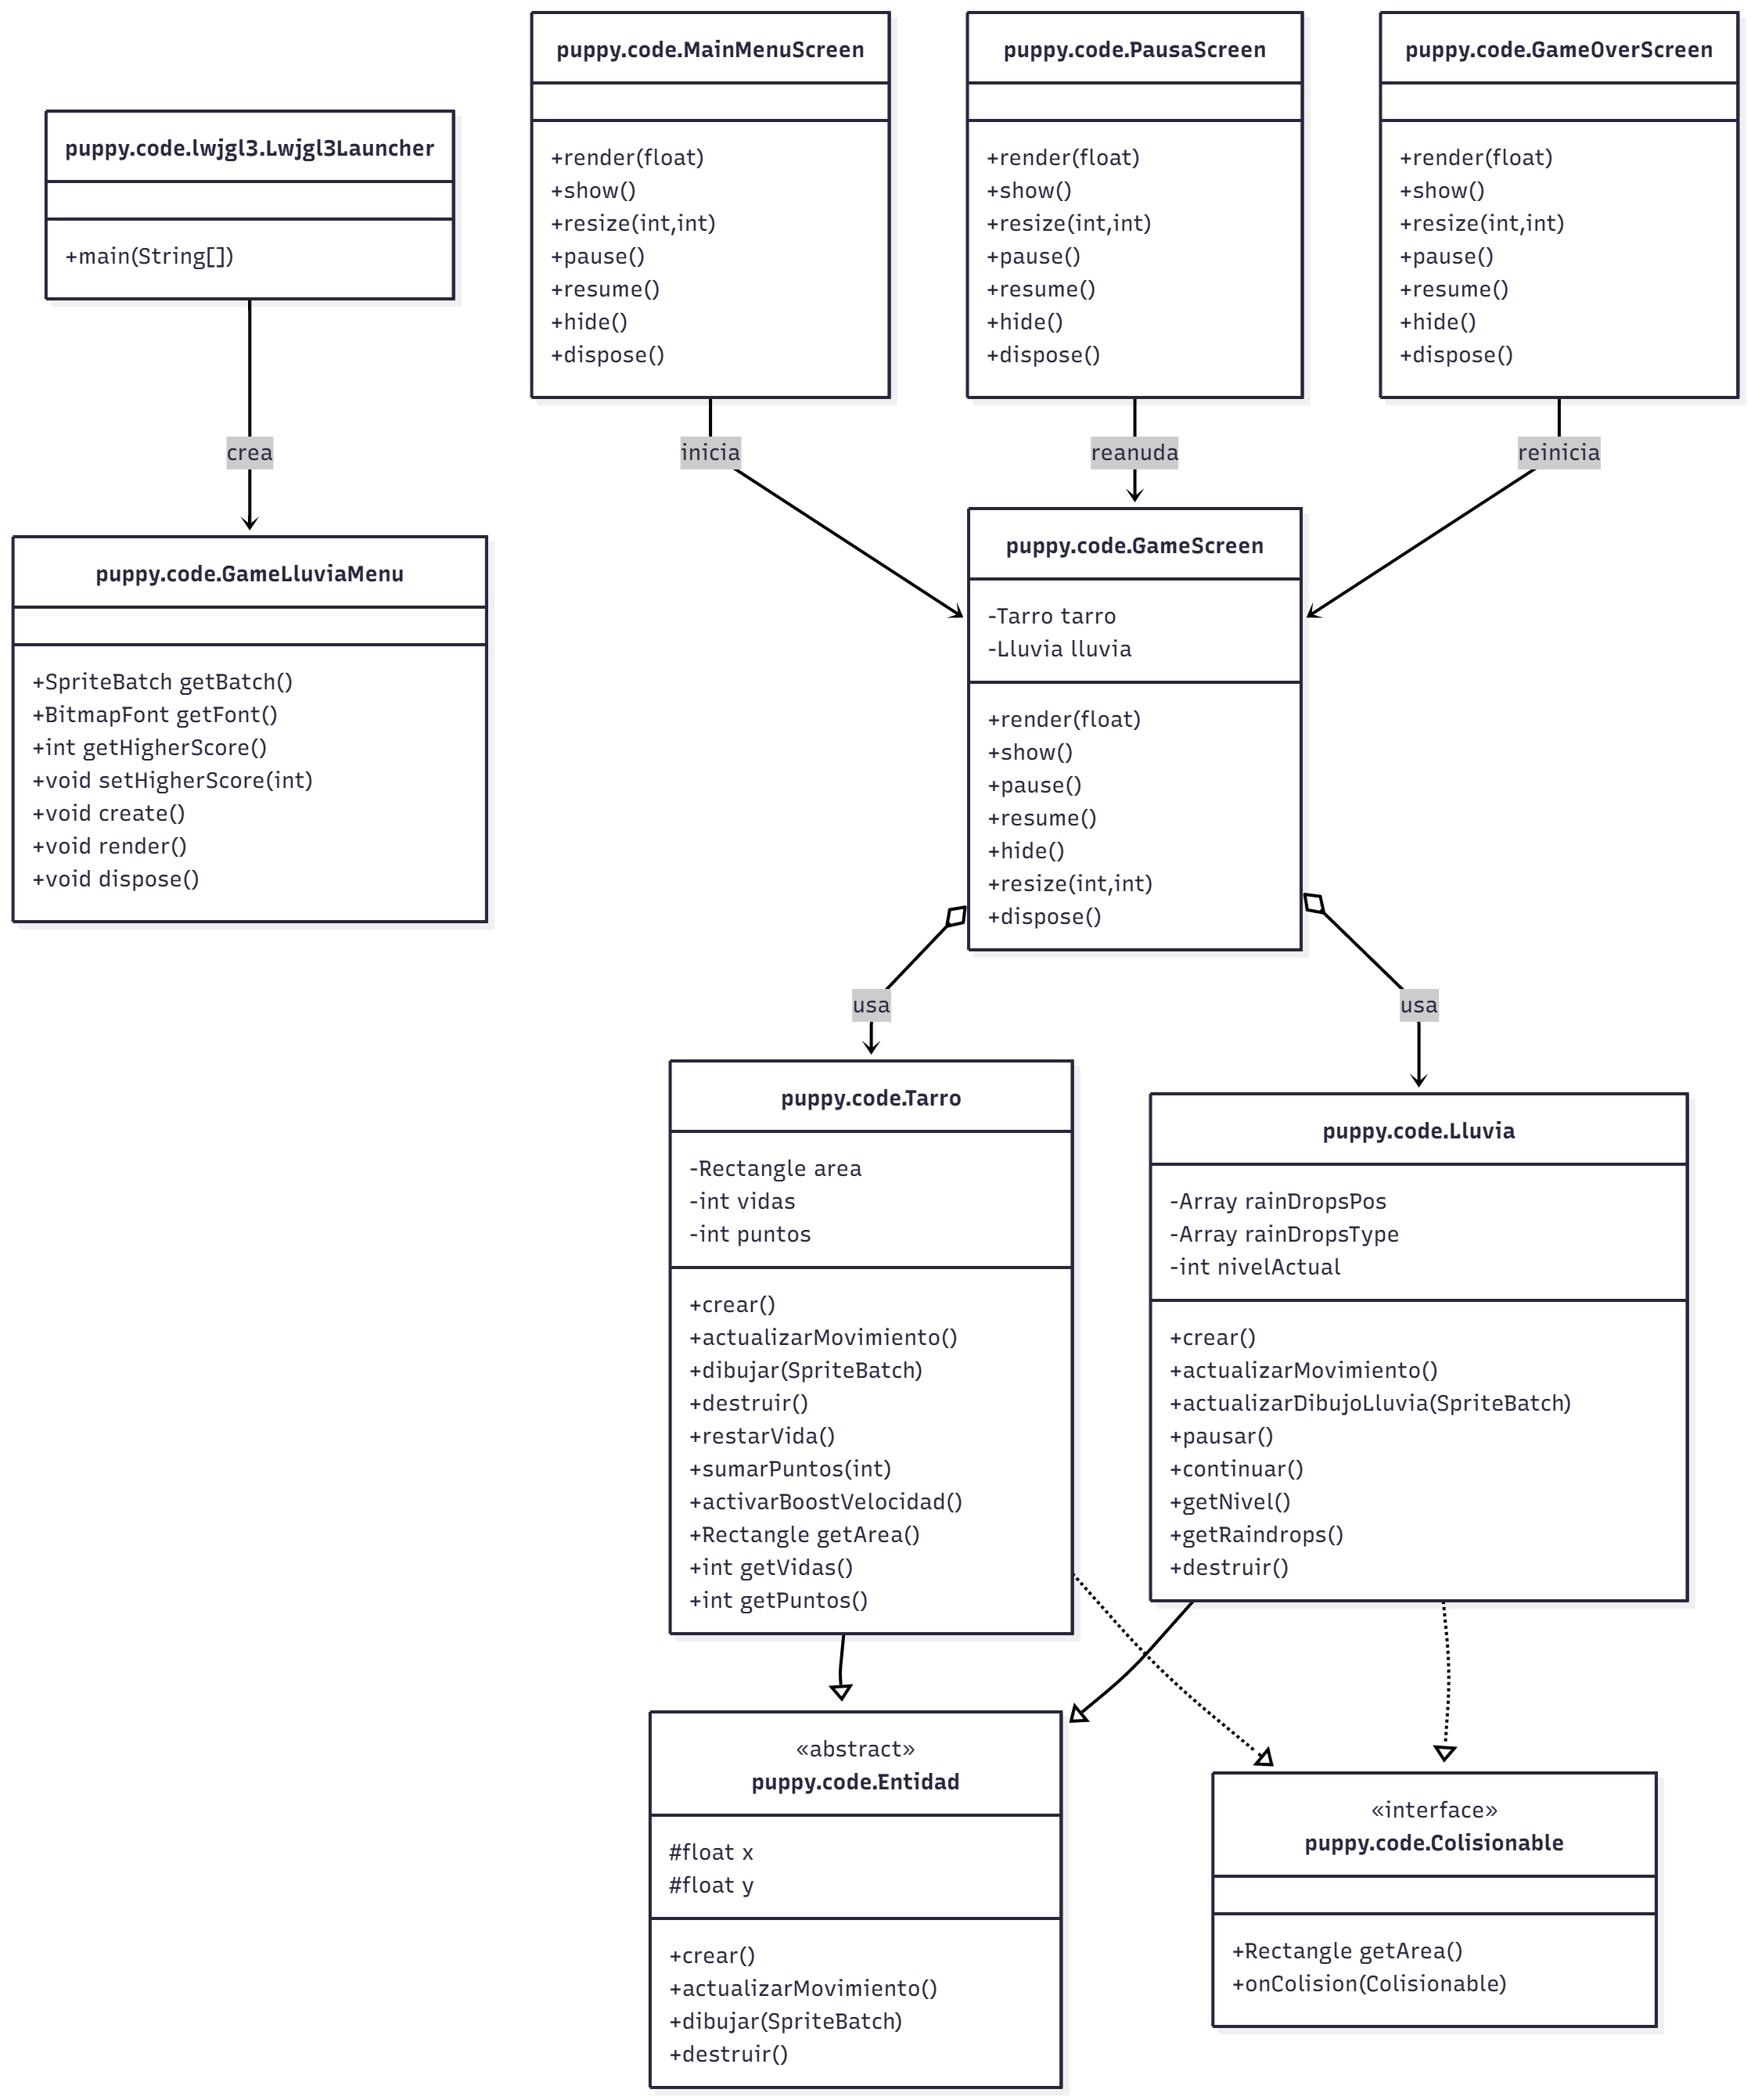 puppy.code.lwjgl3.Lwjgl3Launcher
+main(String[])
puppy.code.MainMenuScreen
+render(float)
+show()
+resize(int,int)
+pause()
+resume()
+hide()
+dispose()
puppy.code.PausaScreen
+render(float)
+show()
+resize(int,int)
+pause()
+resume()
+hide()
+dispose()
puppy.code.GameOverScreen
+render(float)
+show()
+resize(int,int)
+pause()
+resume()
+hide()
+dispose()
crea
inicia
reanuda
reinicia
puppy.code.GameLluviaMenu
+SpriteBatch getBatch()
+BitmapFont getFont()
+int getHigherScore()
+void setHigherScore(int)
+void create()
+void render()
+void dispose()
puppy.code.GameScreen
-Tarro tarro
-Lluvia lluvia
+render(float)
+show()
+pause()
+resume()
+hide()
+resize(int,int)
+dispose()
usa
usa
puppy.code.Tarro
-Rectangle area
-int vidas
-int puntos
+crear()
+actualizarMovimiento()
+dibujar(SpriteBatch)
+destruir()
+restarVida()
+sumarPuntos(int)
+activarBoostVelocidad()
+Rectangle getArea()
+int getVidas()
+int getPuntos()
puppy.code.Lluvia
-Array rainDropsPos
-Array rainDropsType
-int nivelActual
+crear()
+actualizarMovimiento()
+actualizarDibujoLluvia(SpriteBatch)
+pausar()
+continuar()
+getNivel()
+getRaindrops()
+destruir()
«abstract»
puppy.code.Entidad
#float x
#float y
+crear()
+actualizarMovimiento()
+dibujar(SpriteBatch)
+destruir()
«interface»
puppy.code.Colisionable
+Rectangle getArea()
+onColision(Colisionable)